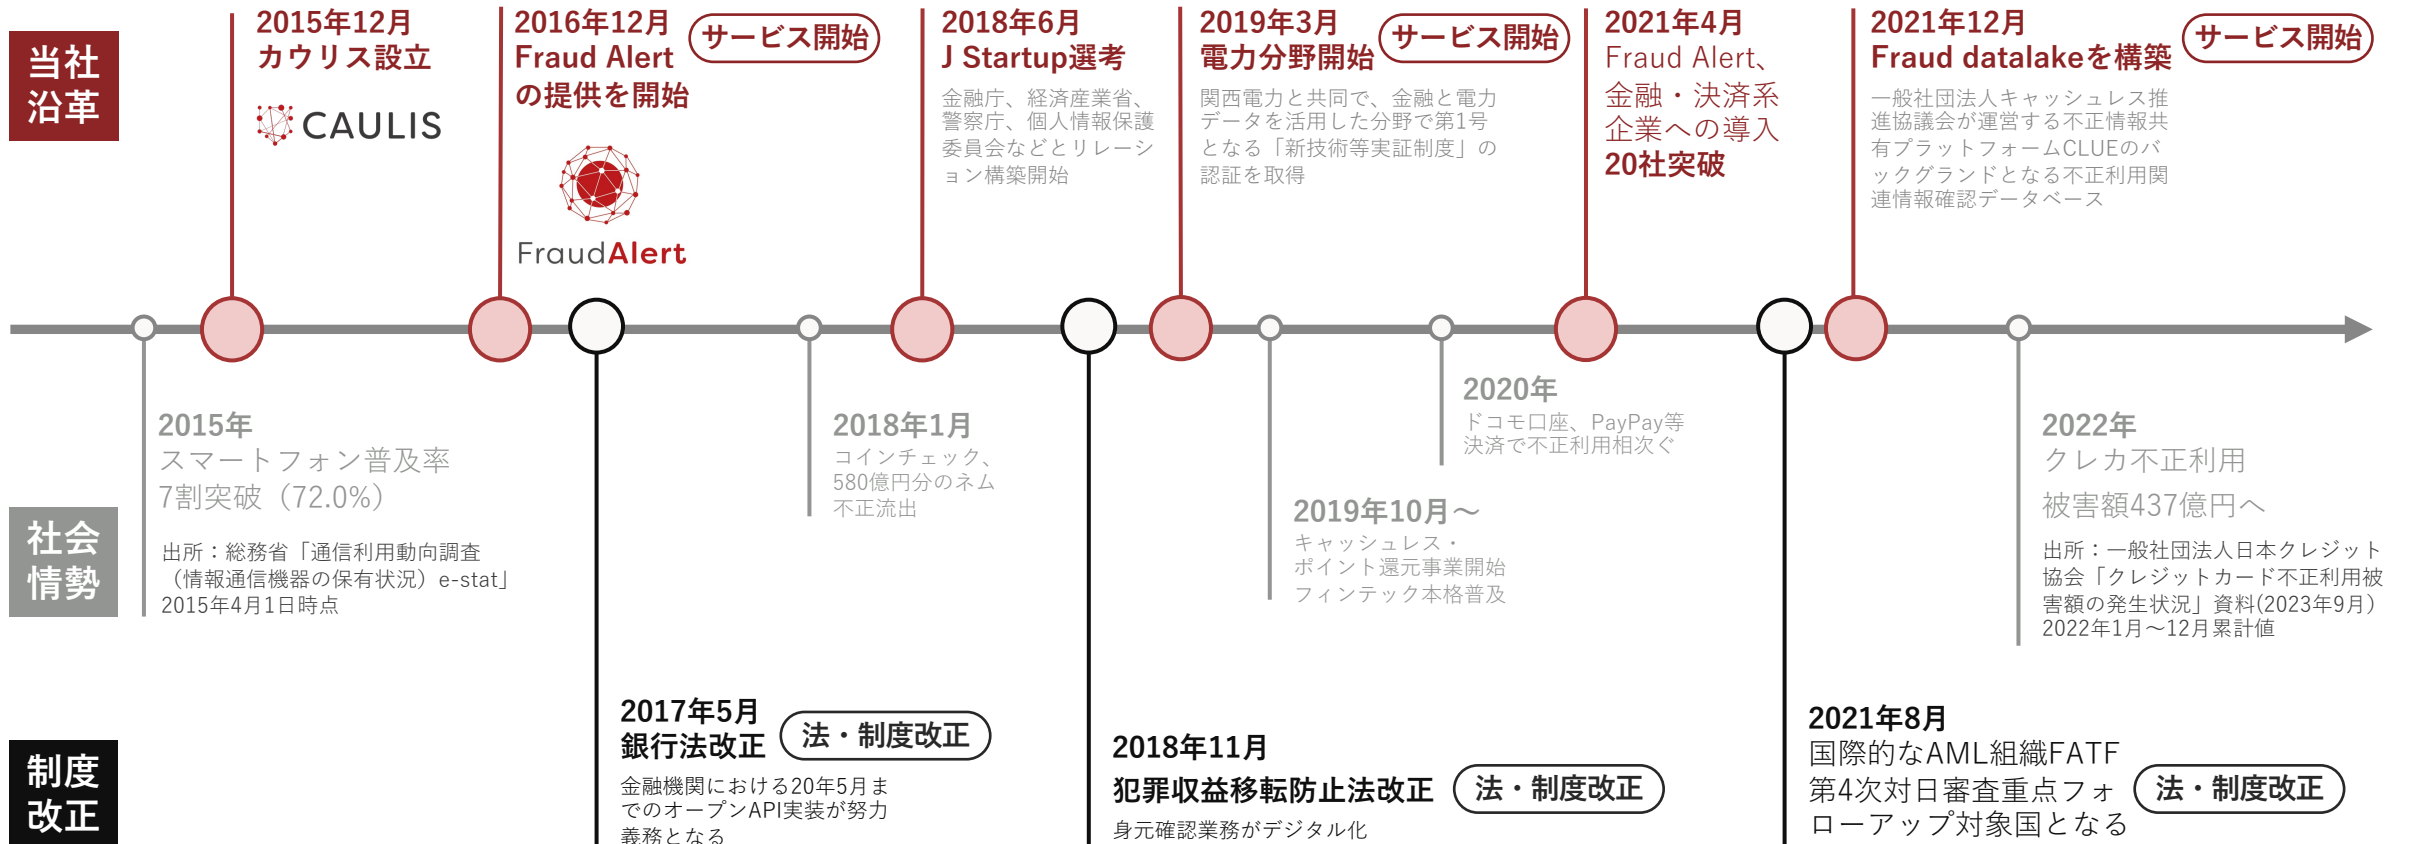 当社
沿革
2015年12月
カウリス設立
CAULIS
2016年12月
Fraud Alert
の提供を開始
サービス開始
FraudAlert
2018年6月
J Startup選考
金融庁、経済産業省、
警察庁、個人情報保護
委員会などとリレーシ
ョン構築開始
2019年3月
電力分野開始
サービス開始
関西電力と共同で、金融と電力
データを活用した分野で第1号
となる「新技術等実証制度」の
認証を取得
2021年4月
Fraud Alert、
金融・決済系
企業への導入
20社突破
2021年12月
Fraud datalakeを構築
サービス開始
一般社団法人キャッシュレス推
進協議会が運営する不正情報共
有プラットフォームCLUEのバ
ックグランドとなる不正利用関
連情報確認データベース
社会
情勢
2015年
スマートフォン普及率
7割突破（72.0%）
出所：総務省「通信利用動向調査
（情報通信機器の保有状況）e-stat」
2015年4月1日時点
2018年1月
コインチェック、
580億円分のネム
不正流出
2019年10月～
キャッシュレス・
ポイント還元事業開始
フィンテック本格普及
2020年
ドコモ口座、PayPay等
決済で不正利用相次ぐ
2022年
クレカ不正利用
被害額437億円へ
出所：一般社団法人日本クレジット
協会「クレジットカード不正利用被
害額の発生状況」資料(2023年9月）
2022年1月～12月累計値
制度
改正
2017年5月
銀行法改正
法・制度改正
金融機関における20年5月ま
でのオープンAPI実装が努力
義務となる
2018年11月
犯罪収益移転防止法改正
法・制度改正
身元確認業務がデジタル化
2021年8月
国際的なAML組織FATF
第4次対日審査重点フォ
ローアップ対象国となる
法・制度改正